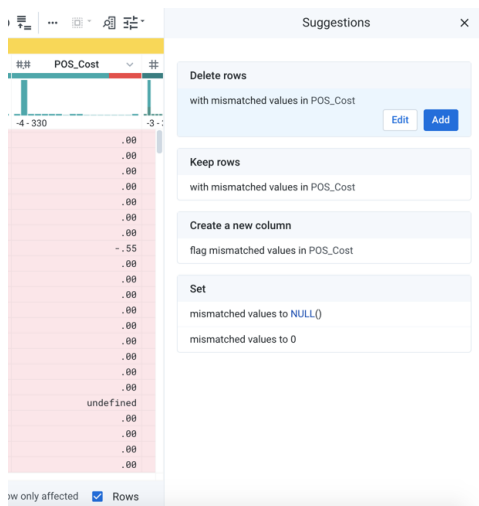 Suggestions
#.# POS_Cost #
-4 - 330
-3 -
.00
.00
.00
.00
.00
.00
.00
-.55
.00
.00
.00
.00
.00
.00
.00
.00
.00
undefined
.00
.00
.00
.00
ow only affected Rows
Delete rows
with mismatched values in POS_Cost
Edit Add
Keep rows
with mismatched values in POS_Cost
Create a new column
flag mismatched values in POS_Cost
Set
mismatched values to NULL()
mismatched values to 0